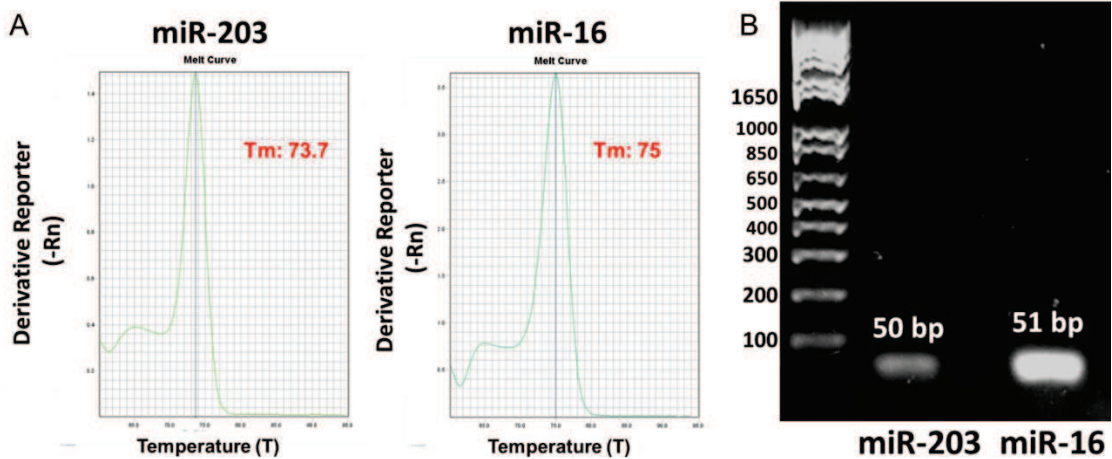 A
miR-203
Melt Curve
Tm: 73.7
Derivative Reporter
(-Rn)
Temperature (T)
miR-16
Melt Curve
Tm: 75
Derivative Reporter
(-Rn)
Temperature (T)
B
1650
1000
850
650
500
400
300
200
100
50 bp
51 bp
miR-203
miR-16